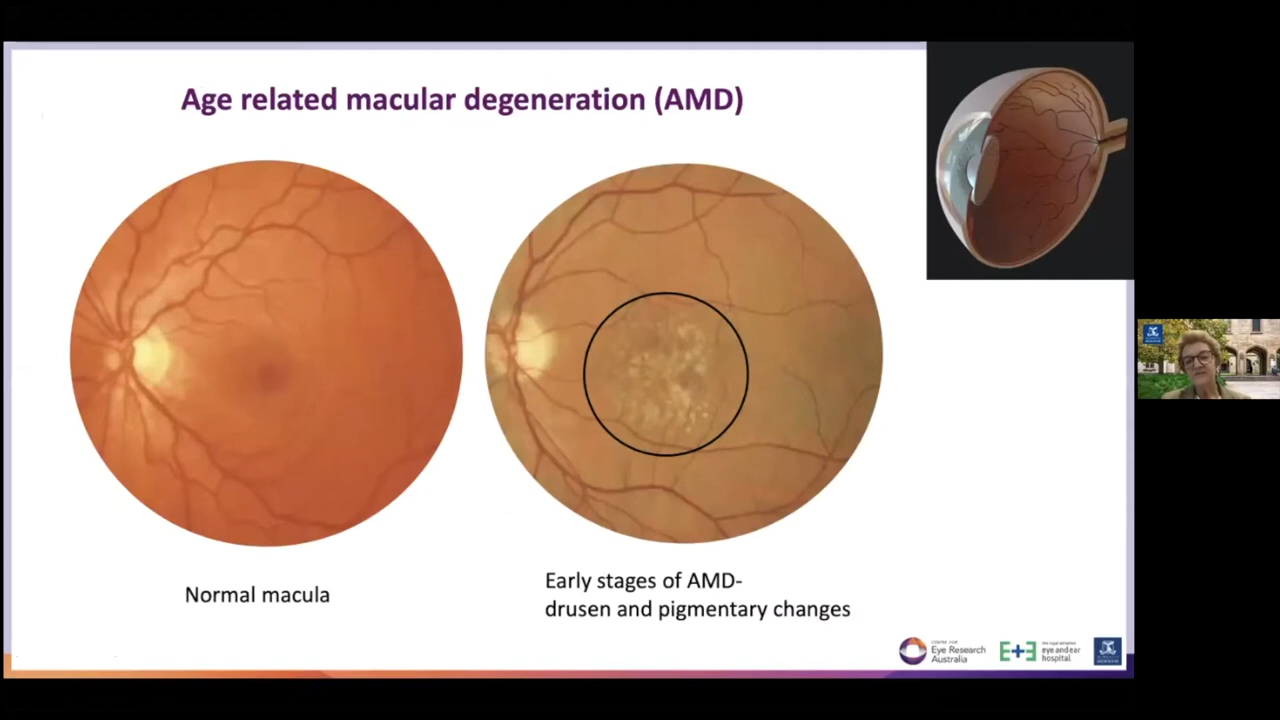 Age related macular degeneration (AMD)
Normal macula
Early stages of AMD-
drusen and pigmentary changes
CENTRE FOR
Eye Research
Australia
E+3
eye and ear
hospital